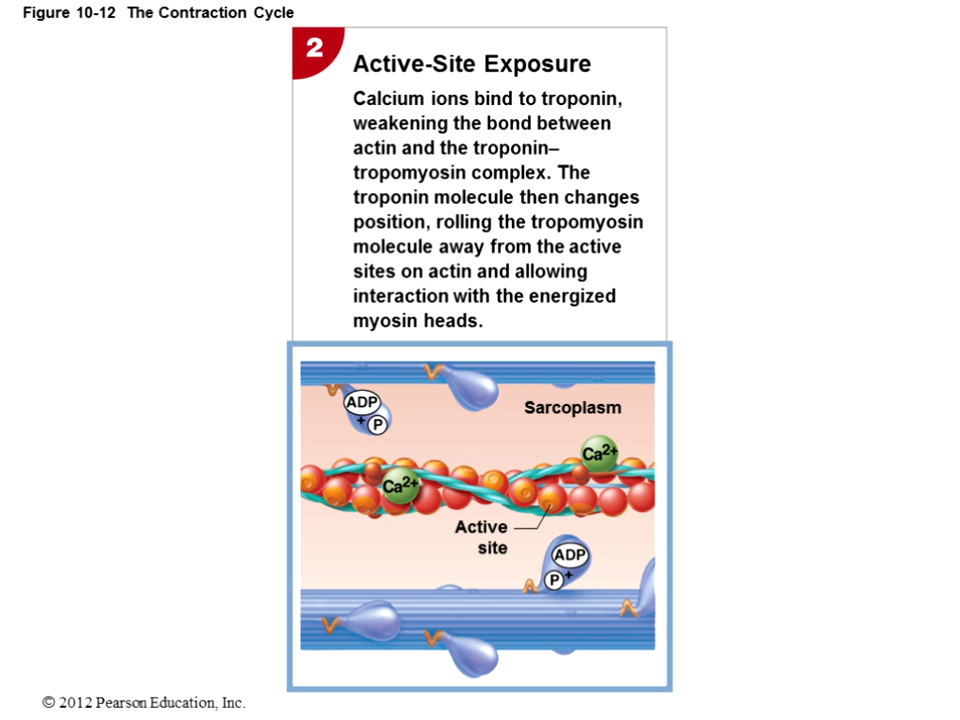 Figure 10-12 The Contraction Cycle
2
Active-Site Exposure
Calcium ions bind to troponin,
weakening the bond between
actin and the troponin–
tropomyosin complex. The
troponin molecule then changes
position, rolling the tropomyosin
molecule away from the active
sites on actin and allowing
interaction with the energized
myosin heads.
ADP
+ P
Sarcoplasm
Ca2+
Ca2+
Active
site
ADP
P +
© 2012 Pearson Education, Inc.